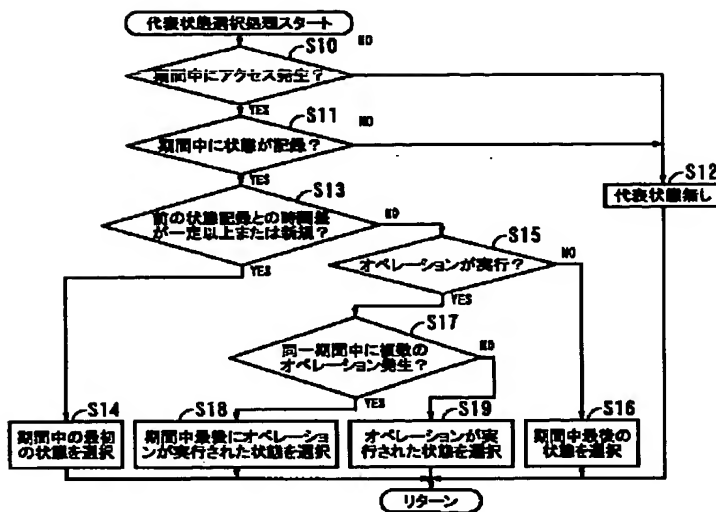 代表状態選択処理スタート
S10
NO
期間中にアクセス発生?
YES
S11
NO
期間中に状態が記録?
YES
S12
代表状態無し
S13
NO
前の状態記録との時間差
が一定以上または新規?
YES
S15
NO
オペレーションが実行?
YES
S17
NO
同一期間中に複数の
オペレーション発生?
YES
S14
期間中の最初
の状態を選択
S18
期間中最後にオペレーショ
ンが実行された状態を選択
S19
オペレーションが実
行された状態を選択
S16
期間中最後の
状態を選択
リターン